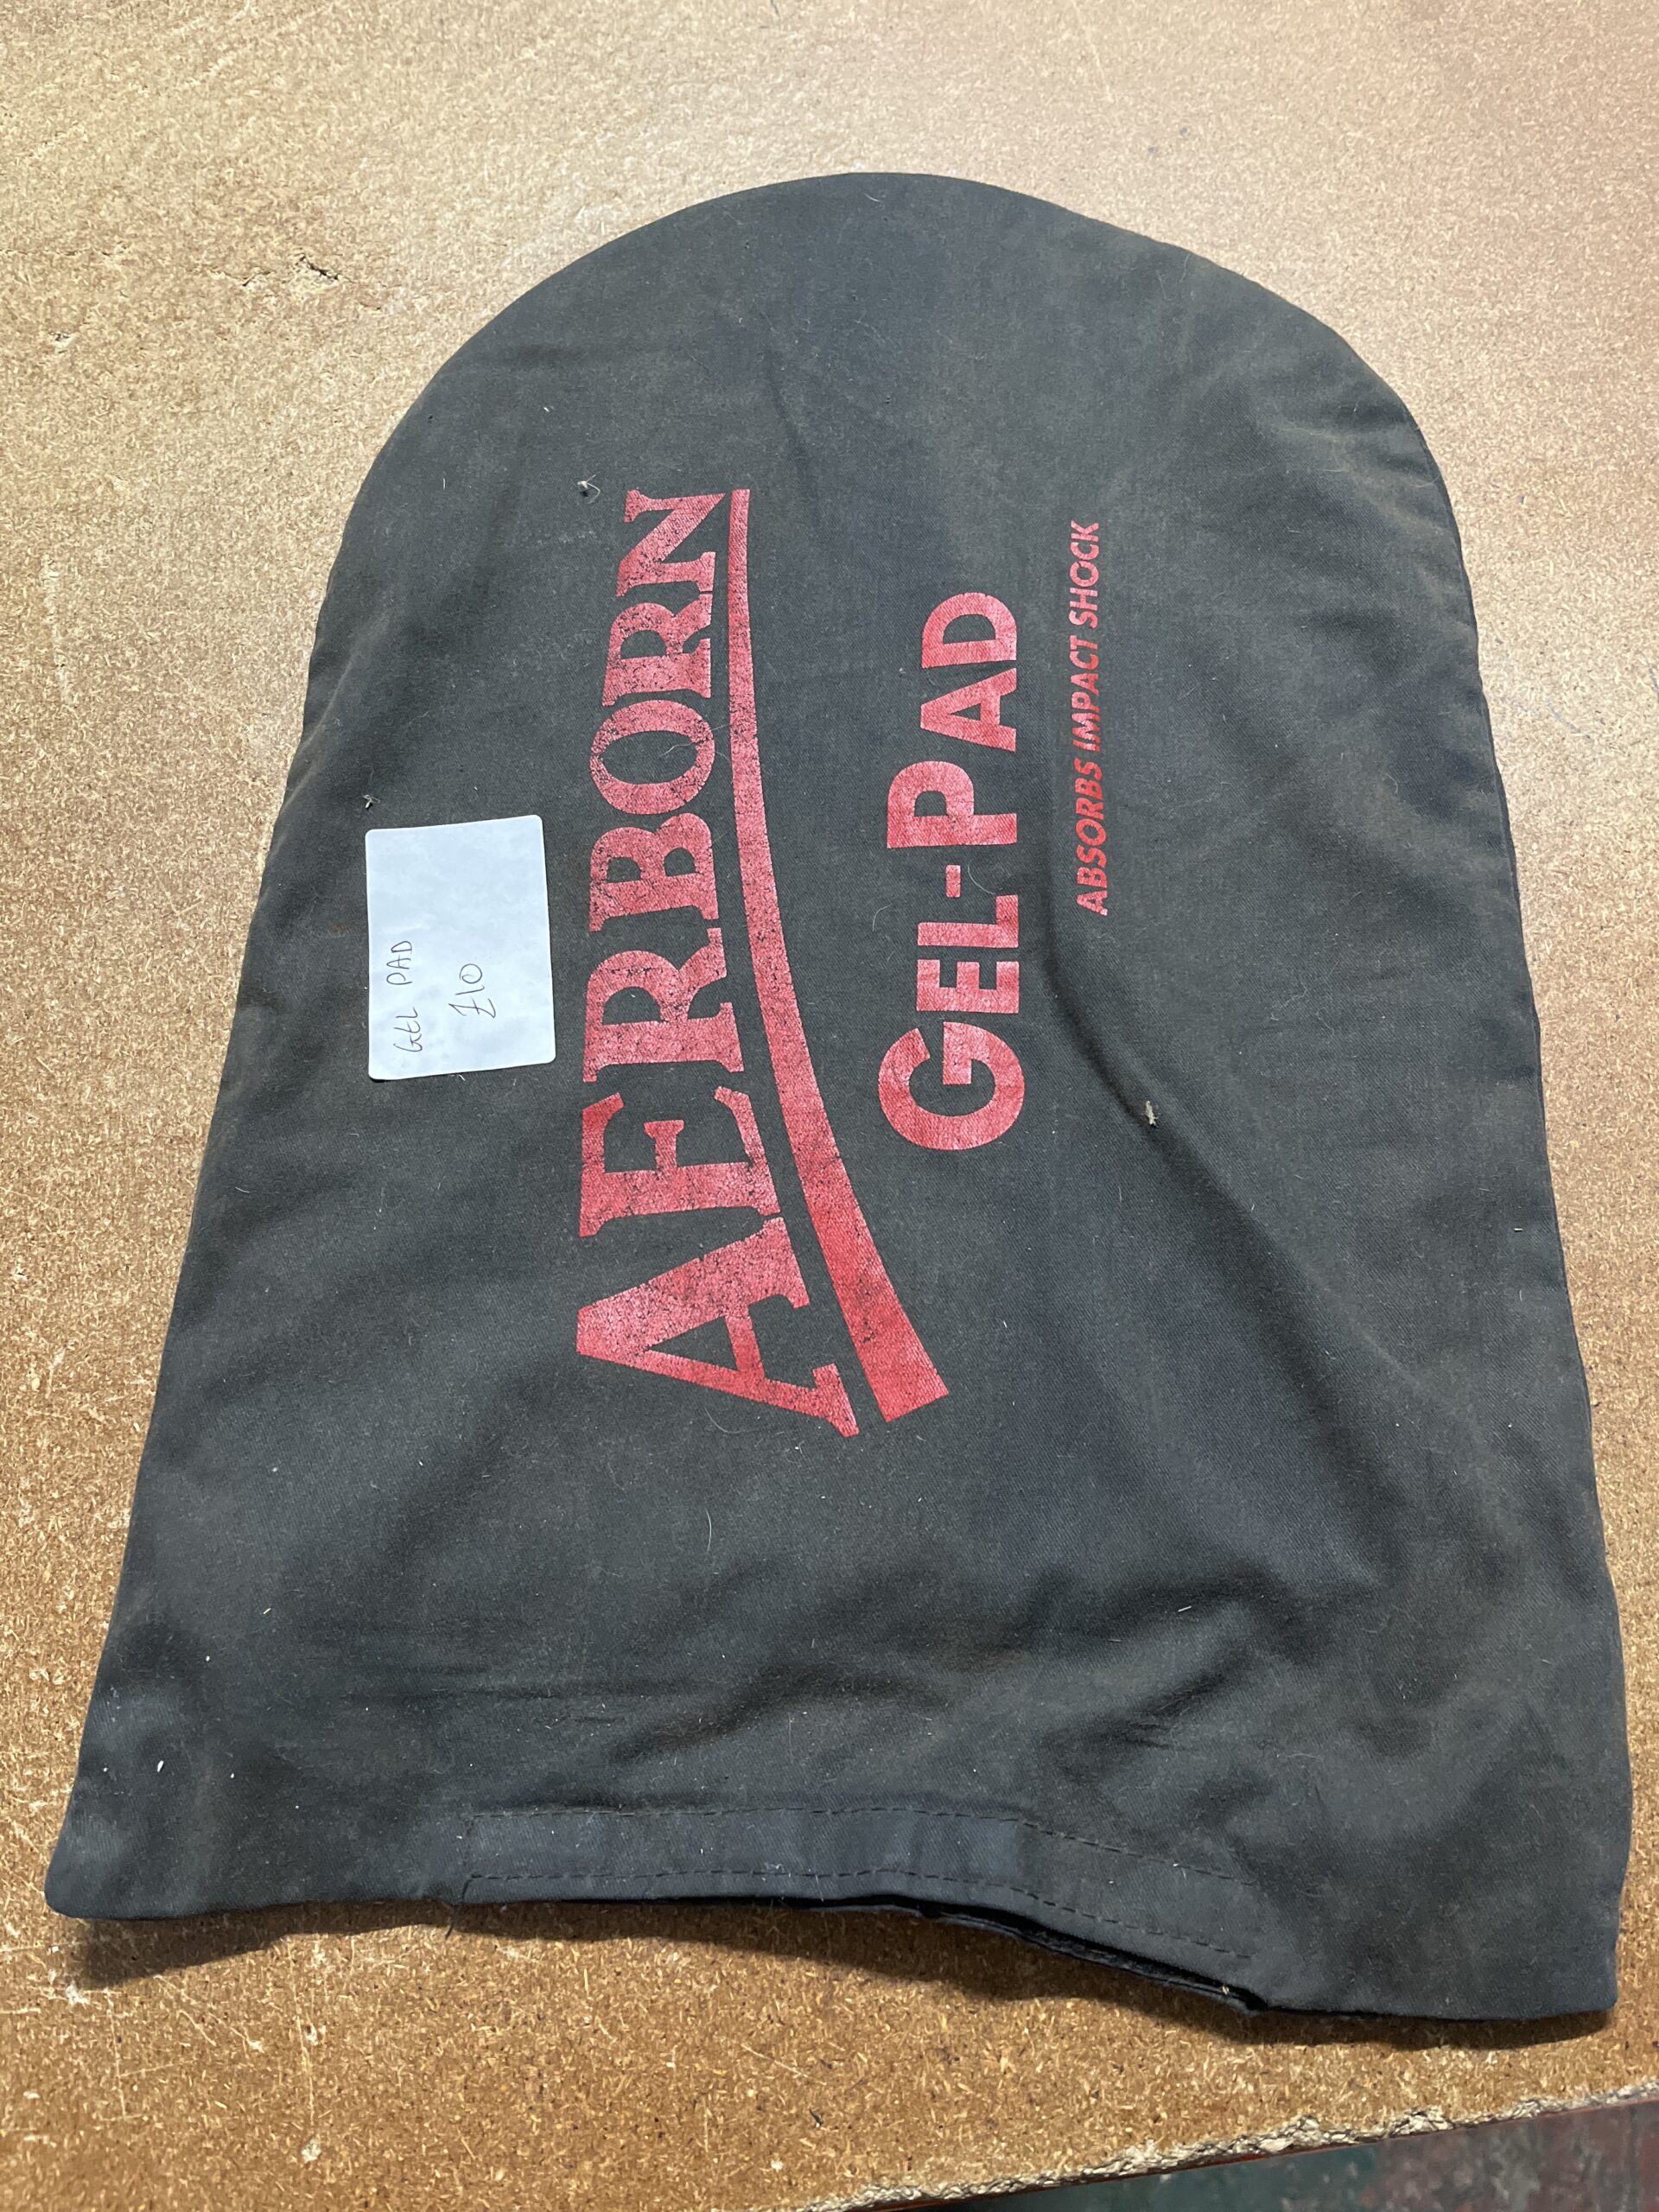 GEL PAD
£10
AERBORN
GEL-PAD
ABSORBS IMPACT SHOCK